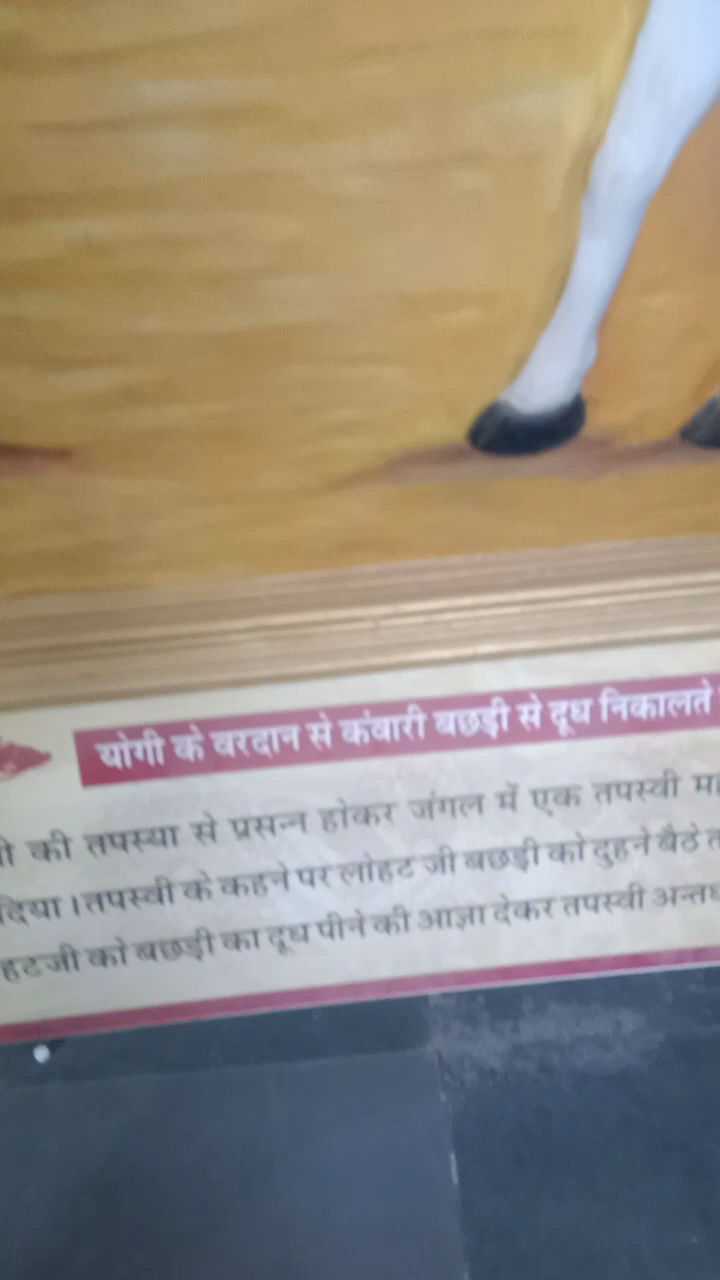 योगी के वरदान से कंवारी बछड़ी से दूध निकालते
की तपस्या से प्रसन्न होकर जंगल में एक तपस्वी
दिया। तपस्वी के कहने पर लोहट जी बछड़ी को दुहने बैठे
हटजी को बछड़ी का दूध पीने की आज्ञा देकर तपस्वी